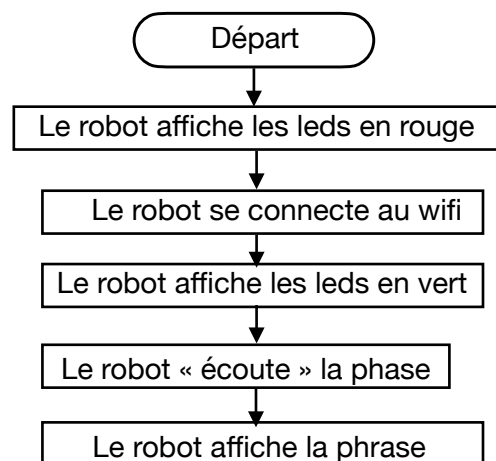 Départ
Le robot affiche les leds en rouge
Le robot se connecte au wifi
Le robot affiche les leds en vert
Le robot « écoute » la phase
Le robot affiche la phrase